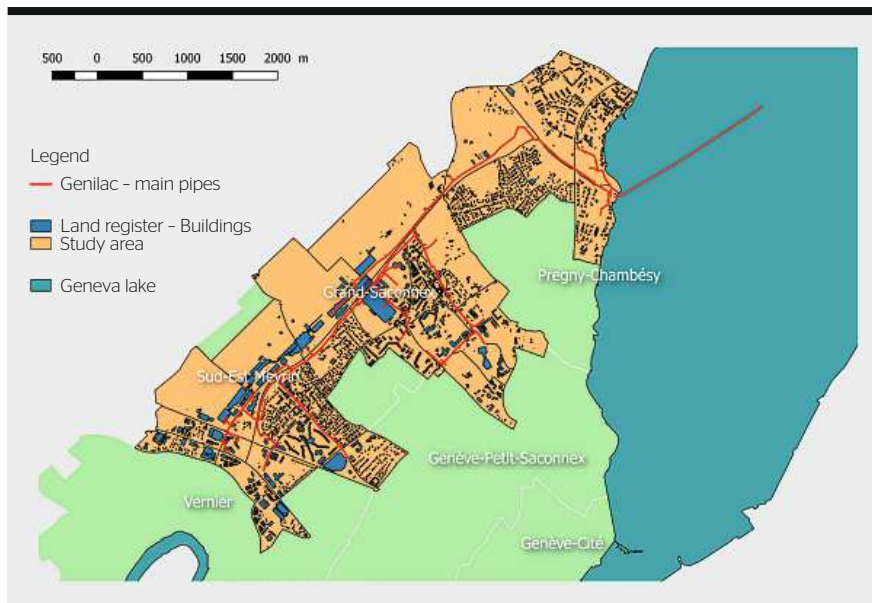 500 0 500 1000 1500 2000 m
Legend
Genilac – main pipes
Land register – Buildings
Study area
Geneva lake
Pregny-Chambésy
Grand-Saconnex
Sud-Est Meyrin
Genève-Petit-Saconnex
Vernier
Genève-Cité